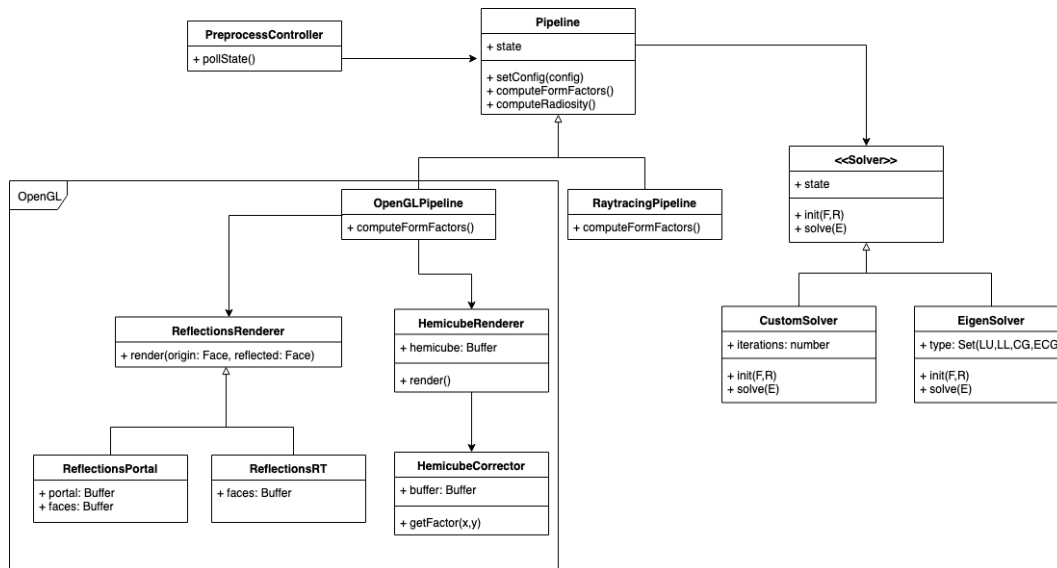 Pipeline
+ state
+ setConfig(config)
+ computeFormFactors()
+ computeRadiosity()
PreprocessController
+ pollState()
<<Solver>>
+ state
+ init(F,R)
+ solve(E)
OpenGL
OpenGLPipeline
+ computeFormFactors()
RaytracingPipeline
+ computeFormFactors()
ReflectionsRenderer
+ render(origin: Face, reflected: Face)
HemicubeRenderer
+ hemicube: Buffer
+ render()
CustomSolver
+ iterations: number
+ init(F,R)
+ solve(E)
EigenSolver
+ type: Set(LU,LL,CG,ECG
+ init(F,R)
+ solve(E)
ReflectionsPortal
+ portal: Buffer
+ faces: Buffer
ReflectionsRT
+ faces: Buffer
HemicubeCorrector
+ buffer: Buffer
+ getFactor(x,y)